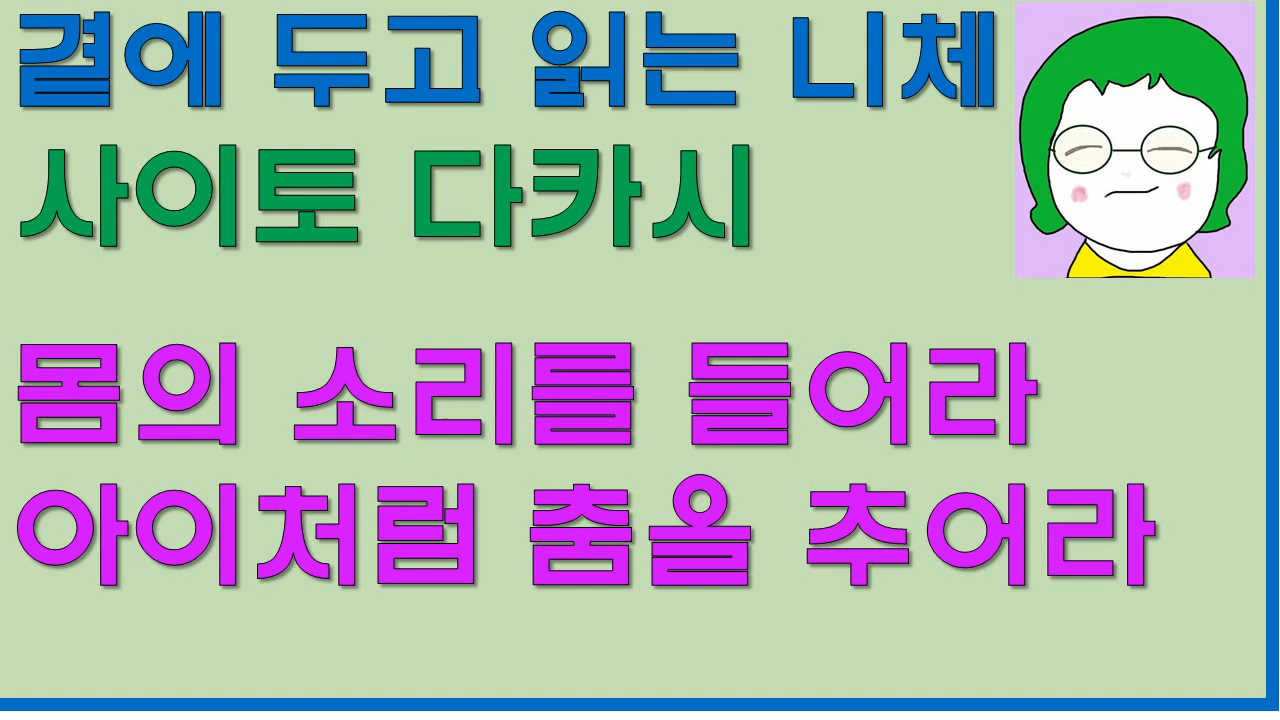 곁에 두고 읽는 니체
사이토 다카시
몸의 소리를 들어라
아이처럼 춤을 추어라